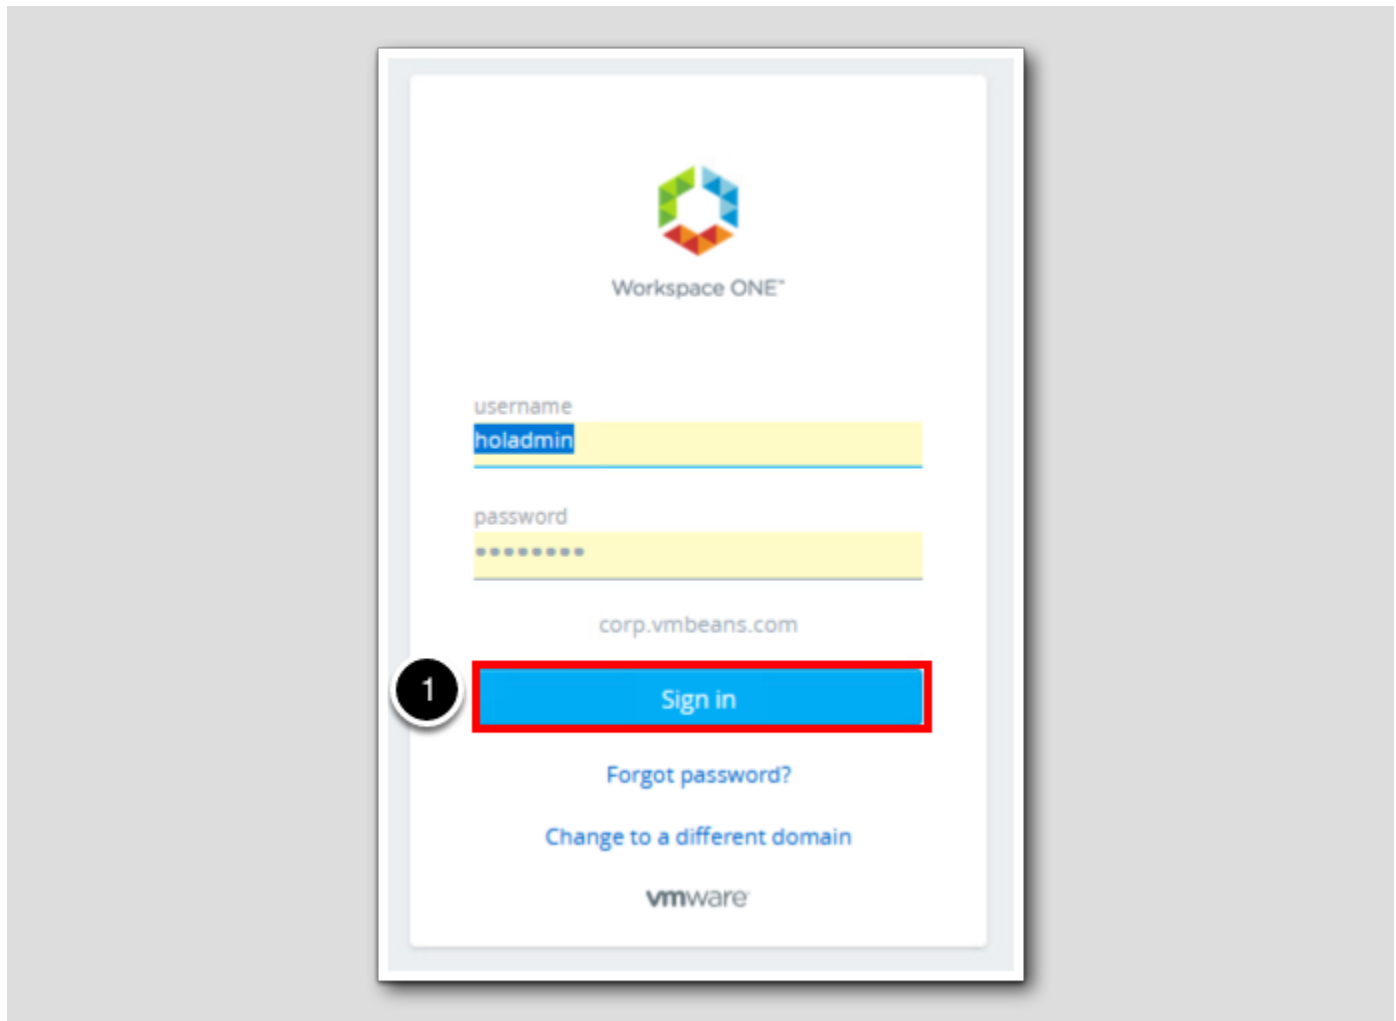 Workspace ONE™
username
holadmin
password
••••••••
corp.vmbeans.com
1
Sign in
Forgot password?
Change to a different domain
vmware